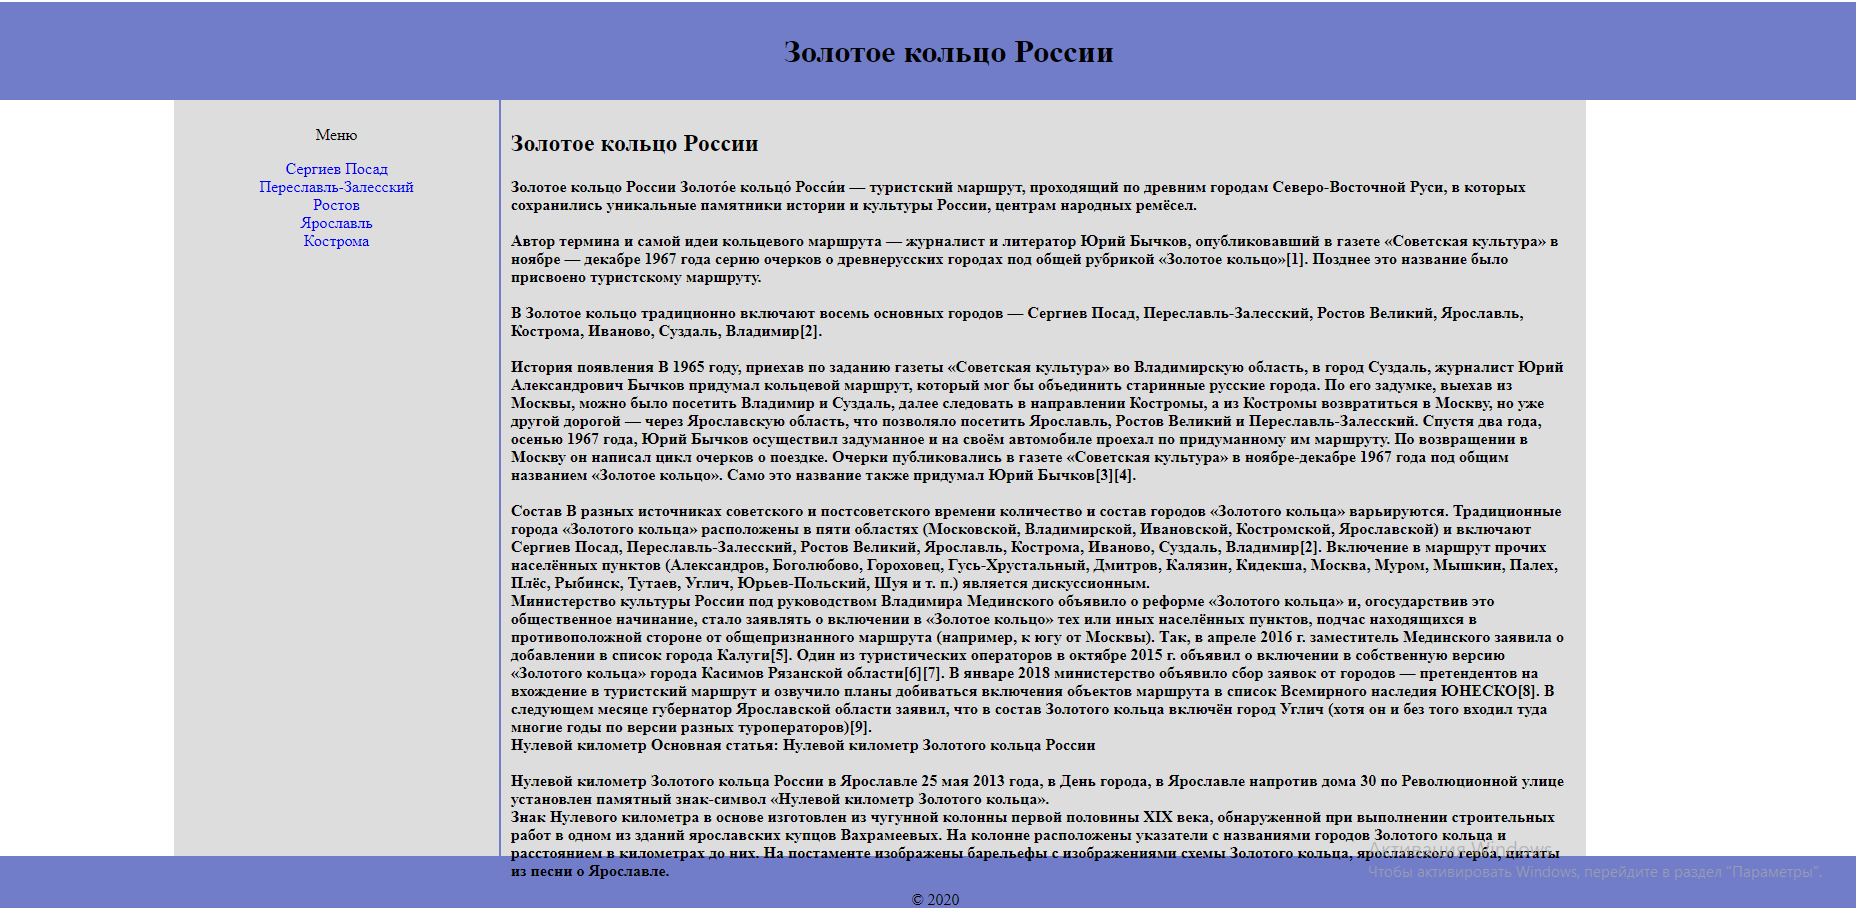 Золотое кольцо России
Меню
Сергиев Посад
Переславль-Залесский
Ростов
Ярославль
Кострома
Золотое кольцо России
Золотое кольцо России Золото́е кольцо́ Росси́и — туристский маршрут, проходящий по древним городам Северо-Восточной Руси, в которых
сохранились уникальные памятники истории и культуры России, центрам народных ремёсел.
Автор термина и самой идеи кольцевого маршрута — журналист и литератор Юрий Бычков, опубликовавший в газете «Советская культура» в
ноябре — декабре 1967 года серию очерков о древнерусских городах под общей рубрикой «Золотое кольцо»[1]. Позднее это название было
присвоено туристскому маршруту.
В Золотое кольцо традиционно включают восемь основных городов — Сергиев Посад, Переславль-Залесский, Ростов Великий, Ярославль,
Кострома, Иваново, Суздаль, Владимир[2].
История появления В 1965 году, приехав по заданию газеты «Советская культура» во Владимирскую область, в город Суздаль, журналист Юрий
Александрович Бычков придумал кольцевой маршрут, который мог бы объединить старинные русские города. По его задумке, выехав из
Москвы, можно было посетить Владимир и Суздаль, далее следовать в направлении Костромы, а из Костромы возвратиться в Москву, но уже
другой дорогой — через Ярославскую область, что позволяло посетить Ярославль, Ростов Великий и Переславль-Залесский. Спустя два года,
осенью 1967 года, Юрий Бычков осуществил задуманное и на своём автомобиле проехал по придуманному им маршруту. По возвращении в
Москву он написал цикл очерков о поездке. Очерки публиковались в газете «Советская культура» в ноябре-декабре 1967 года под общим
названием «Золотое кольцо». Само это название также придумал Юрий Бычков[3][4].
Состав В разных источниках советского и постсоветского времени количество и состав городов «Золотого кольца» варьируются. Традиционные
города «Золотого кольца» расположены в пяти областях (Московской, Владимирской, Ивановской, Костромской, Ярославской) и включают
Сергиев Посад, Переславль-Залесский, Ростов Великий, Ярославль, Кострома, Иваново, Суздаль, Владимир[2]. Включение в маршрут прочих
населённых пунктов (Александров, Боголюбово, Гороховец, Гусь-Хрустальный, Дмитров, Калязин, Кидекша, Москва, Муром, Мышкин, Палех,
Плёс, Рыбинск, Тутаев, Углич, Юрьев-Польский, Шуя и т. п.) является дискуссионным.
Министерство культуры России под руководством Владимира Мединского объявило о реформе «Золотого кольца» и, огосударствив это
общественное начинание, стало заявлять о включении в «Золотое кольцо» тех или иных населённых пунктов, подчас находящихся в
противоположной стороне от общепризнанного маршрута (например, к югу от Москвы). Так, в апреле 2016 г. заместитель Мединского заявила о
добавлении в список города Калуги[5]. Один из туристических операторов в октябре 2015 г. объявил о включении в собственную версию
«Золотого кольца» города Касимов Рязанской области[6][7]. В январе 2018 министерство объявило сбор заявок от городов — претендентов на
вхождение в туристский маршрут и озвучило планы добиваться включения объектов маршрута в список Всемирного наследия ЮНЕСКО[8]. В
следующем месяце губернатор Ярославской области заявил, что в состав Золотого кольца включён город Углич (хотя он и без того входил туда
многие годы по версии разных туроператоров)[9].
Нулевой километр Основная статья: Нулевой километр Золотого кольца России
Нулевой километр Золотого кольца России в Ярославле 25 мая 2013 года, в День города, в Ярославле напротив дома 30 по Революционной улице
установлен памятный знак-символ «Нулевой километр Золотого кольца».
Знак Нулевого километра в основе изготовлен из чугунной колонны первой половины XIX века, обнаруженной при выполнении строительных
работ в одном из зданий ярославских купцов Вахрамеевых. На колонне расположены указатели с названиями городов Золотого кольца и
расстоянием в километрах до них. На постаменте изображены барельефы с изображениями схемы Золотого кольца, ярославского герба, цитаты
из песни о Ярославле.
Активация Windows
Чтобы активировать Windows, перейдите в раздел "Параметры".
© 2020